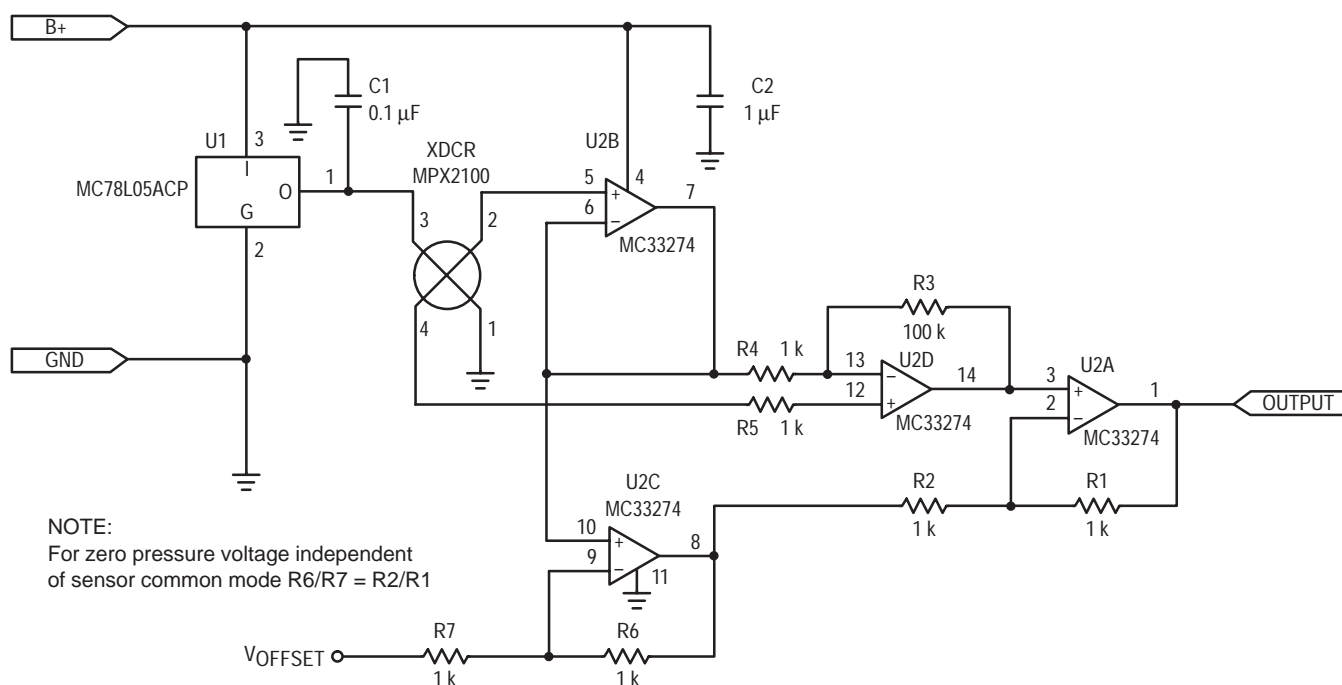 B+
C1
0.1 µF
C2
1 µF
U1
3
I
MC78L05ACP
O
1
G
2
XDCR
MPX2100
3
2
4
1
U2B
5
+
4
7
6
–
MC33274
GND
R3
100 k
R4 1 k
13
–
U2D
14
12
+
MC33274
R5 1 k
U2A
3
+
1
2
–
MC33274
OUTPUT
U2C
MC33274
10
+
8
9
–
11
R2
1 k
R1
1 k
NOTE:
For zero pressure voltage independent
of sensor common mode R6/R7 = R2/R1
VOFFSET
R7
1 k
R6
1 k